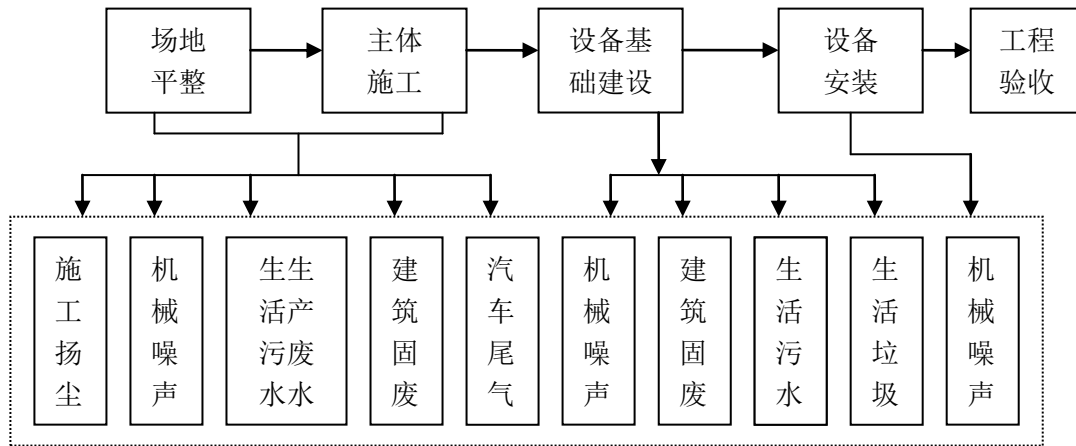 场地
平整
主体
施工
设备基
础建设
设备
安装
工程
验收
施工扬尘
机械噪声
生活污水
生产废水
建筑固废
汽车尾气
机械噪声
建筑固废
生活污水
生活垃圾
机械噪声